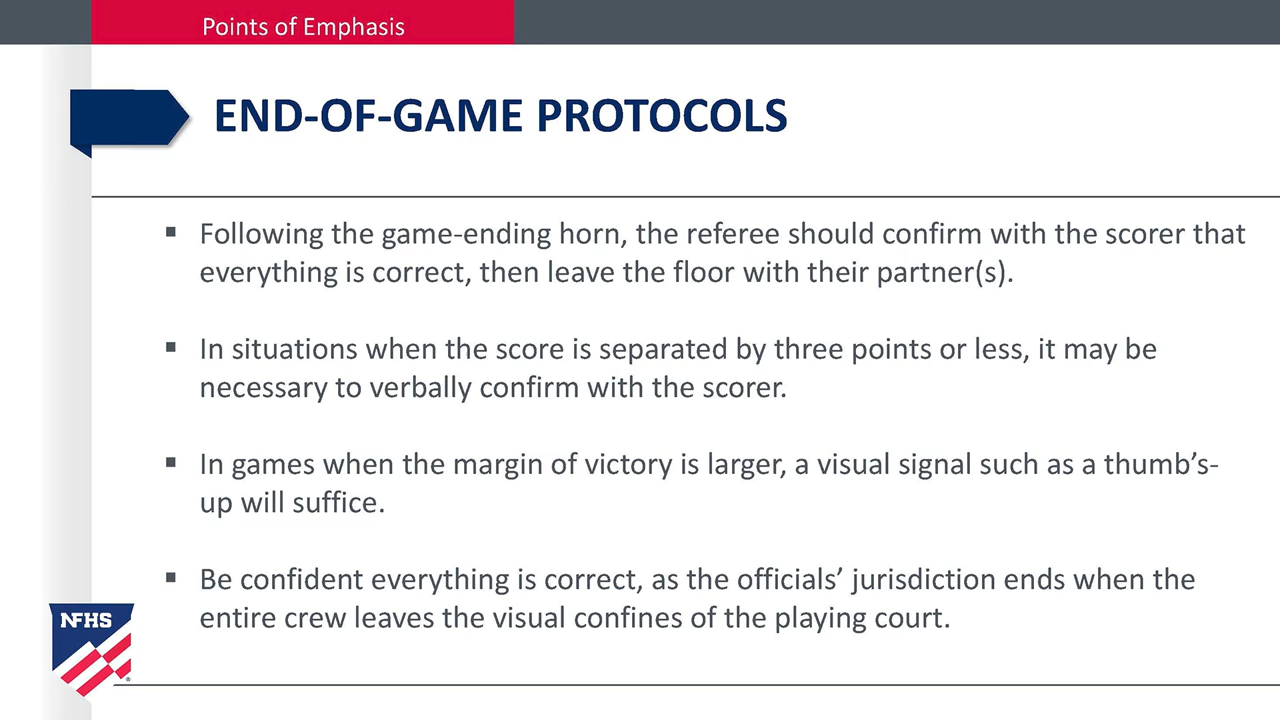 Points of Emphasis
END-OF-GAME PROTOCOLS
▪ Following the game-ending horn, the referee should confirm with the scorer that
everything is correct, then leave the floor with their partner(s).
▪ In situations when the score is separated by three points or less, it may be
necessary to verbally confirm with the scorer.
▪ In games when the margin of victory is larger, a visual signal such as a thumb’s-
up will suffice.
▪ Be confident everything is correct, as the officials’ jurisdiction ends when the
entire crew leaves the visual confines of the playing court.
NFHS
®